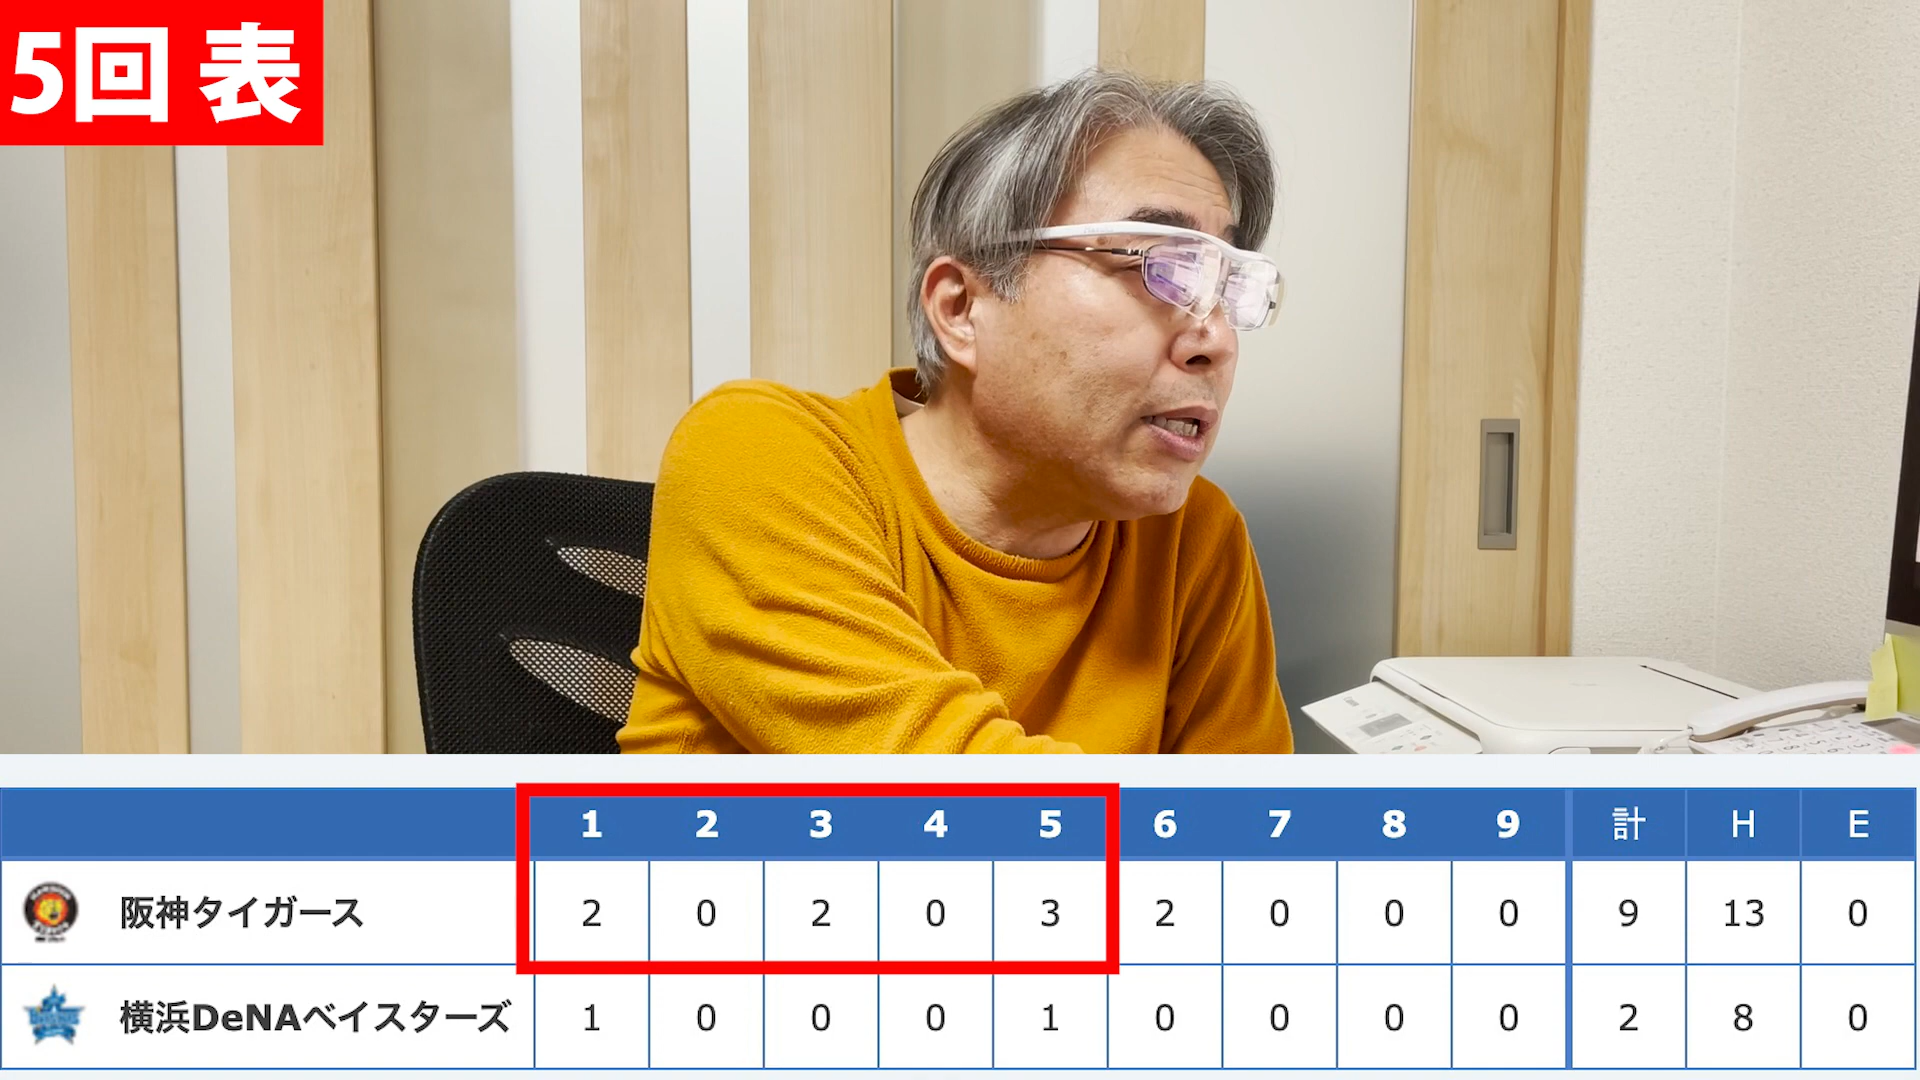 5回 表
1 2 3 4 5 6 7 8 9 計 H E
阪神タイガース 2 0 2 0 3 2 0 0 0 9 13 0
横浜DeNAベイスターズ 1 0 0 0 1 0 0 0 0 2 8 0